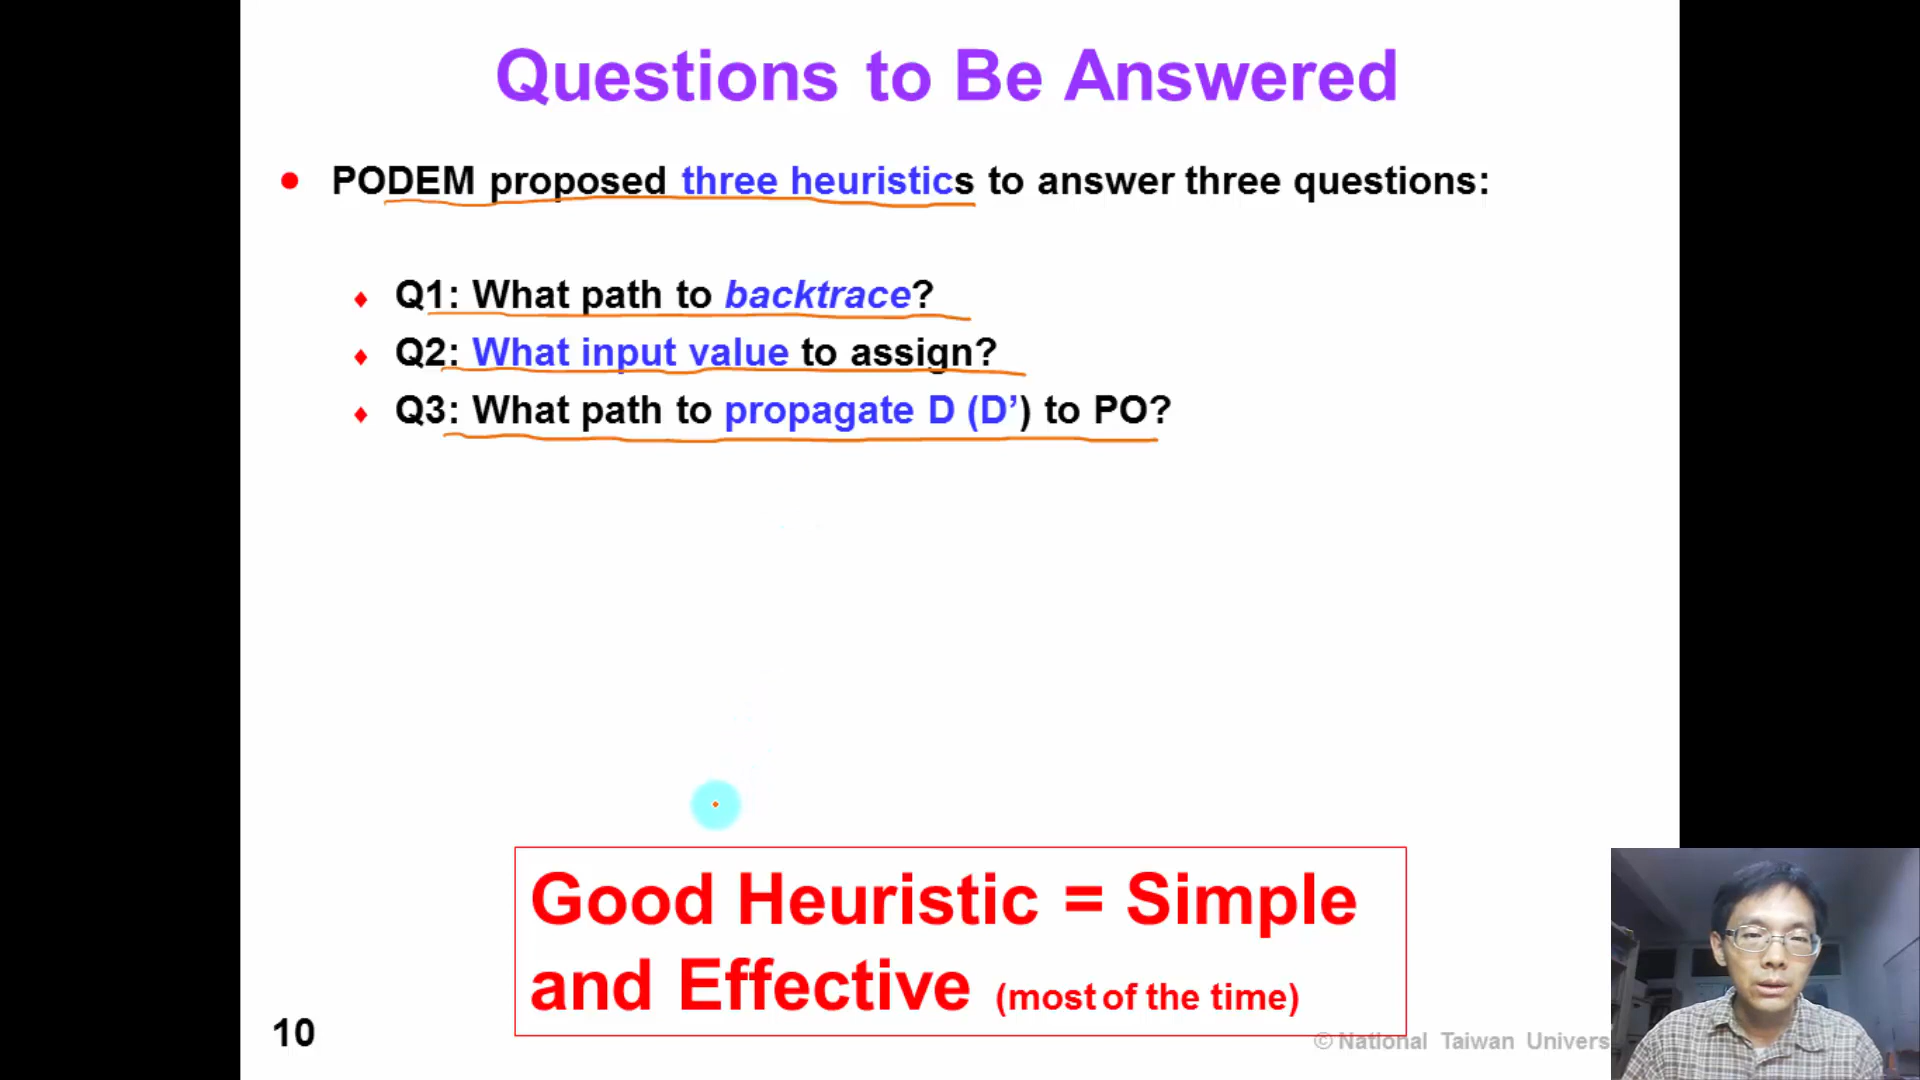 Questions to Be Answered
PODEM proposed three heuristics to answer three questions:
Q1: What path to backtrace?
Q2: What input value to assign?
Q3: What path to propagate D (D’) to PO?
Good Heuristic = Simple
and Effective (most of the time)
10
© National Taiwan Univers